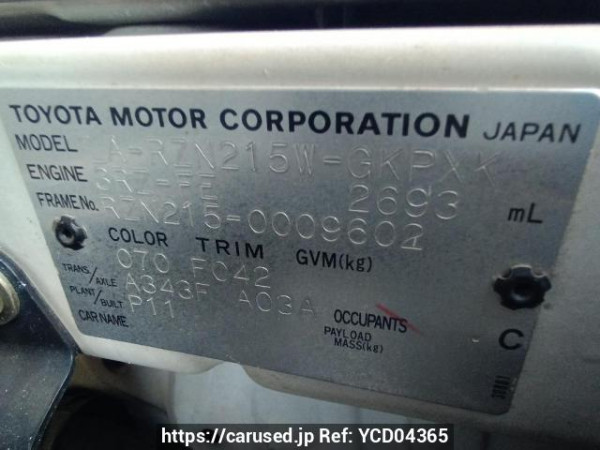 TOYOTA MOTOR CORPORATION JAPAN
MODEL -RZN215W-GKPXK
ENGINE 3RZ-FE 2693 mL
FRAME No. RZN215-0009602
COLOR TRIM GVM(kg)
070 FC42
TRANS/AXLE A343F A03A
PLANT/BUILT P11
CAR NAME OCCUPANTS
PAYLOAD MASS(kg)
C
https://carused.jp Ref: YCD04365